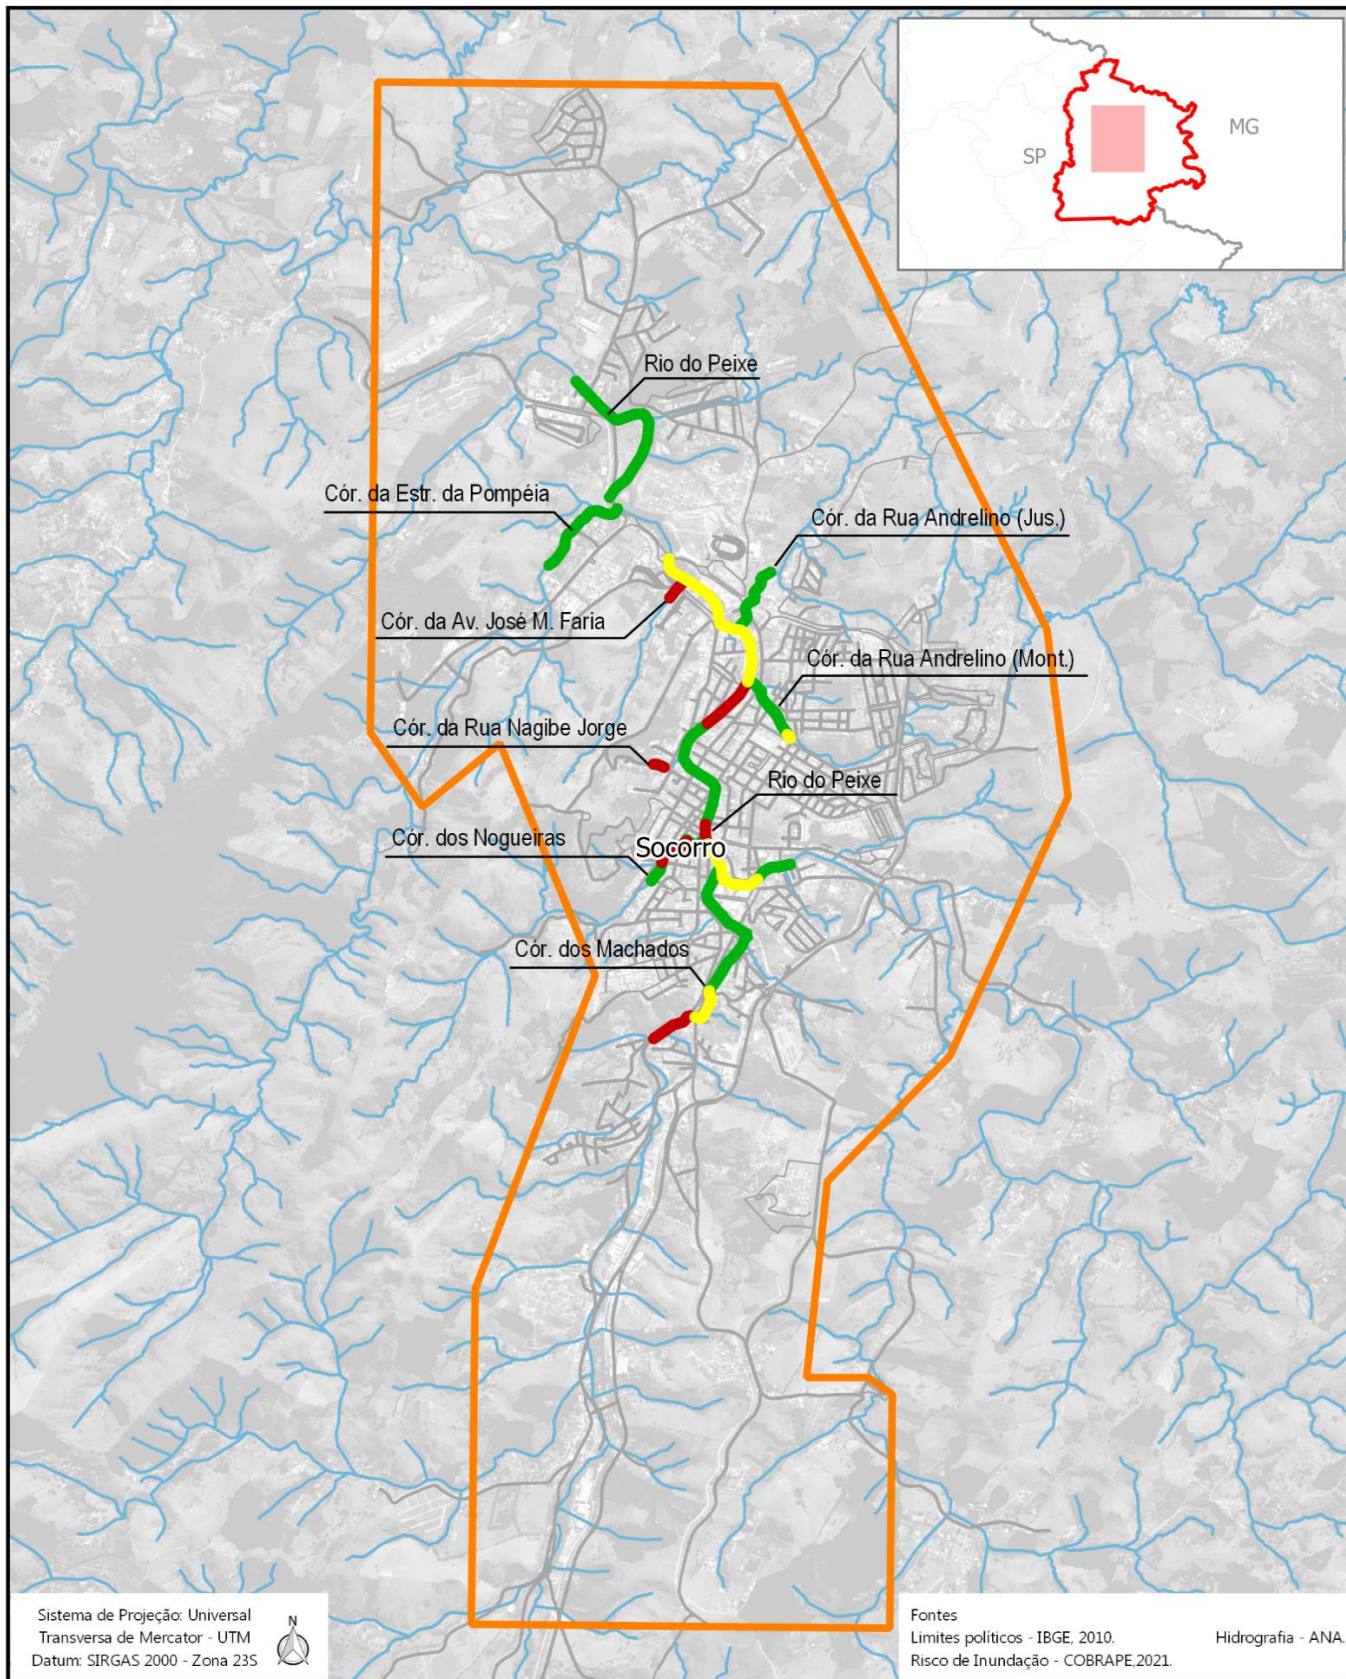 MG
SP
Rio do Peixe
Cór. da Estr. da Pompéia
Cór. da Rua Andrelino (Jus.)
Cór. da Av. José M. Faria
Cór. da Rua Andrelino (Mont.)
Cór. da Rua Nagibe Jorge
Rio do Peixe
Cór. dos Nogueiras
Socorro
Cór. dos Machados
Sistema de Projeção: Universal
Transversa de Mercator - UTM
Datum: SIRGAS 2000 - Zona 23S
N
Fontes
Limites políticos - IBGE, 2010.
Hidrografia - ANA.
Risco de Inundação - COBRAPE,2021.